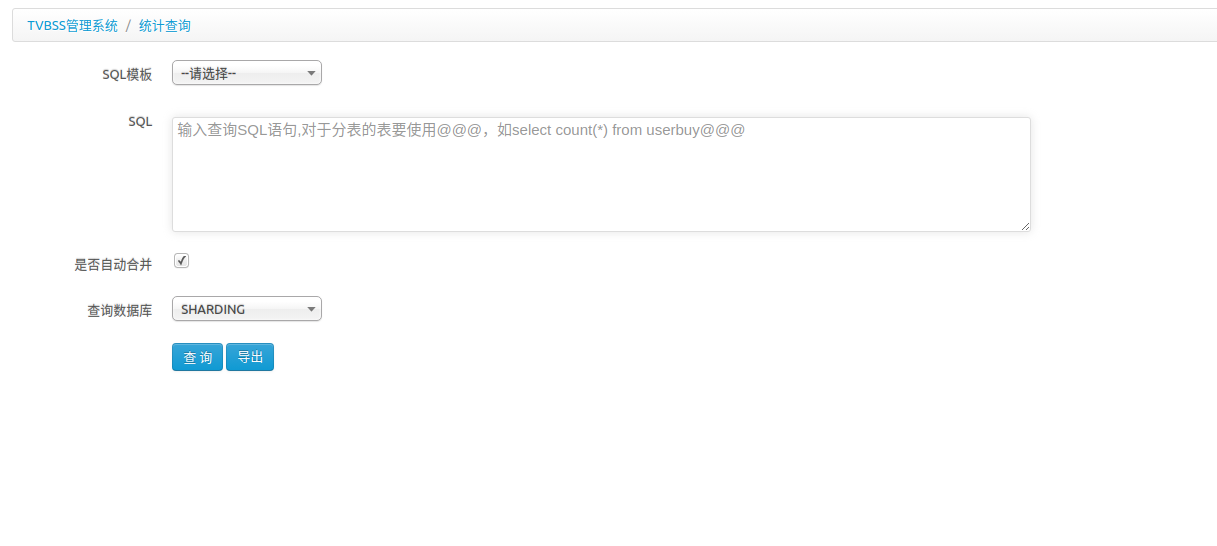 TVBSS管理系统 / 统计查询
SQL模板 --请选择--
SQL 输入查询SQL语句,对于分表的表要使用@@@，如select count(*) from userbuy@@@
是否自动合并
查询数据库 SHARDING
查 询 导出